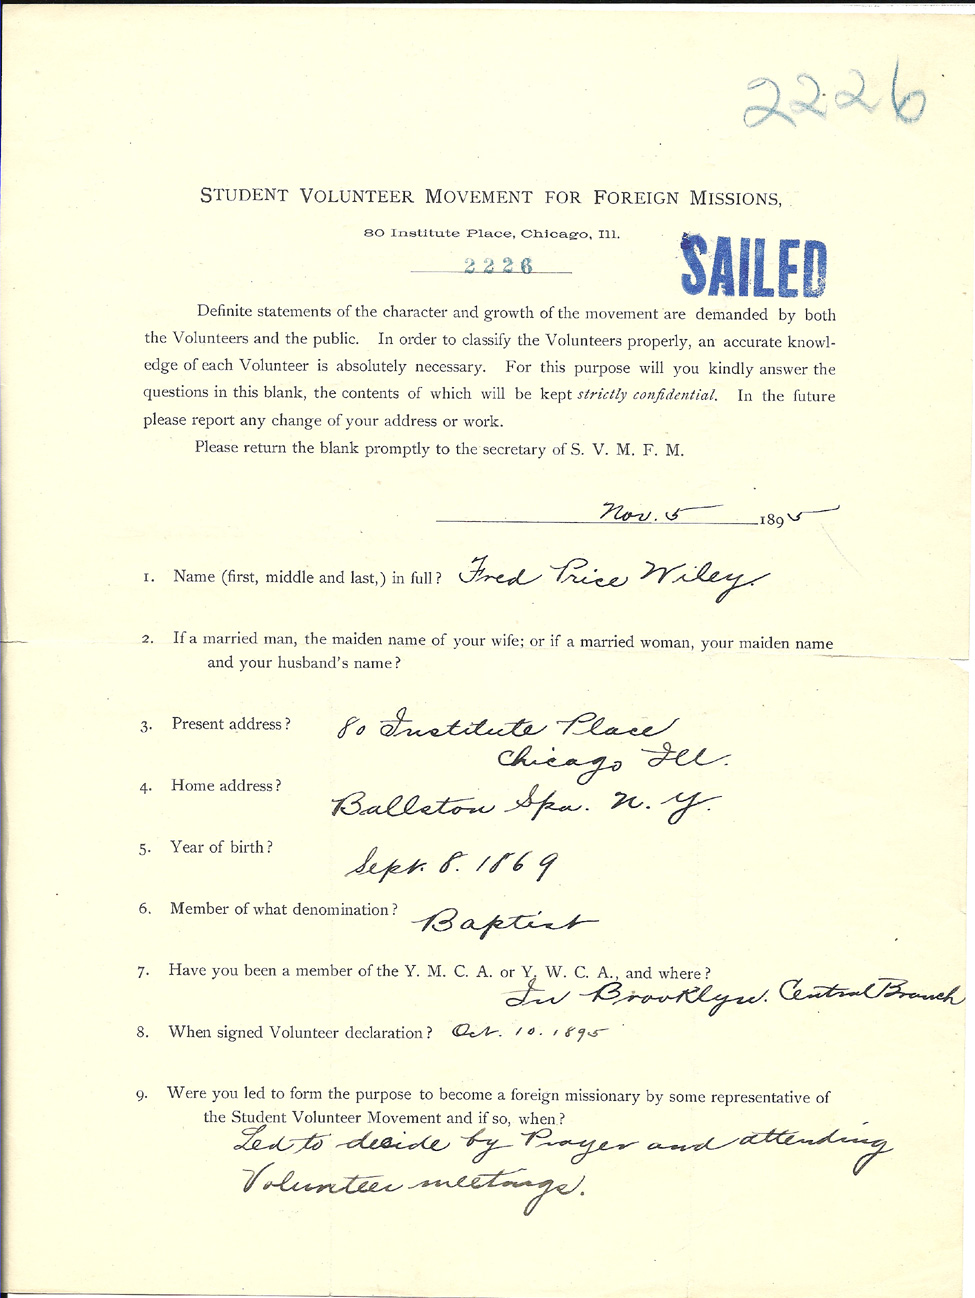 2226
STUDENT VOLUNTEER MOVEMENT FOR FOREIGN MISSIONS,
80 Institute Place, Chicago, Ill.
2226
SAILED
Definite statements of the character and growth of the movement are demanded by both
the Volunteers and the public. In order to classify the Volunteers properly, an accurate knowl-
edge of each Volunteer is absolutely necessary. For this purpose will you kindly answer the
questions in this blank, the contents of which will be kept strictly confidential. In the future
please report any change of your address or work.
Please return the blank promptly to the secretary of S. V. M. F. M.
Nov. 5 1895
1. Name (first, middle and last,) in full? Fred Price Wiley.
2. If a married man, the maiden name of your wife; or if a married woman, your maiden name
and your husband's name?
3. Present address? 80 Institute Place
Chicago Ill.
4. Home address?
Ballston Spa. N. Y.
5. Year of birth?
Sept. 8. 1869
6. Member of what denomination?
Baptist
7. Have you been a member of the Y. M. C. A. or Y. W. C. A., and where?
In Brooklyn. Central Branch
8. When signed Volunteer declaration? Oct. 10. 1895
9. Were you led to form the purpose to become a foreign missionary by some representative of
the Student Volunteer Movement and if so, when?
Led to decide by Prayer and attending
Volunteer meetings.